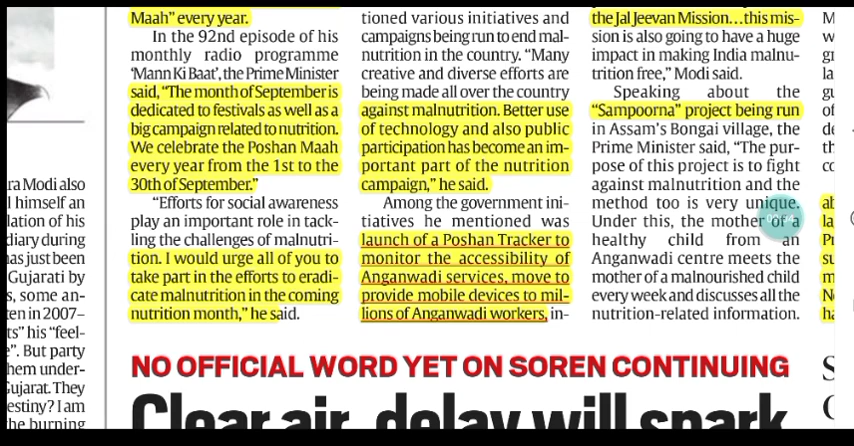 ra Modi also
l himself an
lation of his
diary during
has just been
Gujarati by
s, some an-
ten in 2007–
ts” his “feel-
e”. But party
hem under-
Gujarat. They
estiny? I am
he burning
Maah” every year.
In the 92nd episode of his
monthly radio programme
‘Mann Ki Baat’, the Prime Minister
said, “The month of September is
dedicated to festivals as well as a
big campaign related to nutrition.
We celebrate the Poshan Maah
every year from the 1st to the
30th of September.”
“Efforts for social awareness
play an important role in tack-
ling the challenges of malnutri-
tion. I would urge all of you to
take part in the efforts to eradi-
cate malnutrition in the coming
nutrition month,” he said.
tioned various initiatives and
campaigns being run to end mal-
nutrition in the country. “Many
creative and diverse efforts are
being made all over the country
against malnutrition. Better use
of technology and also public
participation has become an im-
portant part of the nutrition
campaign,” he said.
Among the government ini-
tiatives he mentioned was
launch of a Poshan Tracker to
monitor the accessibility of
Anganwadi services, move to
provide mobile devices to mil-
lions of Anganwadi workers, in-
the Jal Jeevan Mission...this mis-
sion is also going to have a huge
impact in making India malnu-
trition free,” Modi said.
Speaking about the
“Sampoorna” project being run
in Assam’s Bongai village, the
Prime Minister said, “The pur-
pose of this project is to fight
against malnutrition and the
method too is very unique.
Under this, the mother of a
healthy child from an
Anganwadi centre meets the
mother of a malnourished child
every week and discusses all the
nutrition-related information.
NO OFFICIAL WORD YET ON SOREN CONTINUING
Clear air, delay will spark